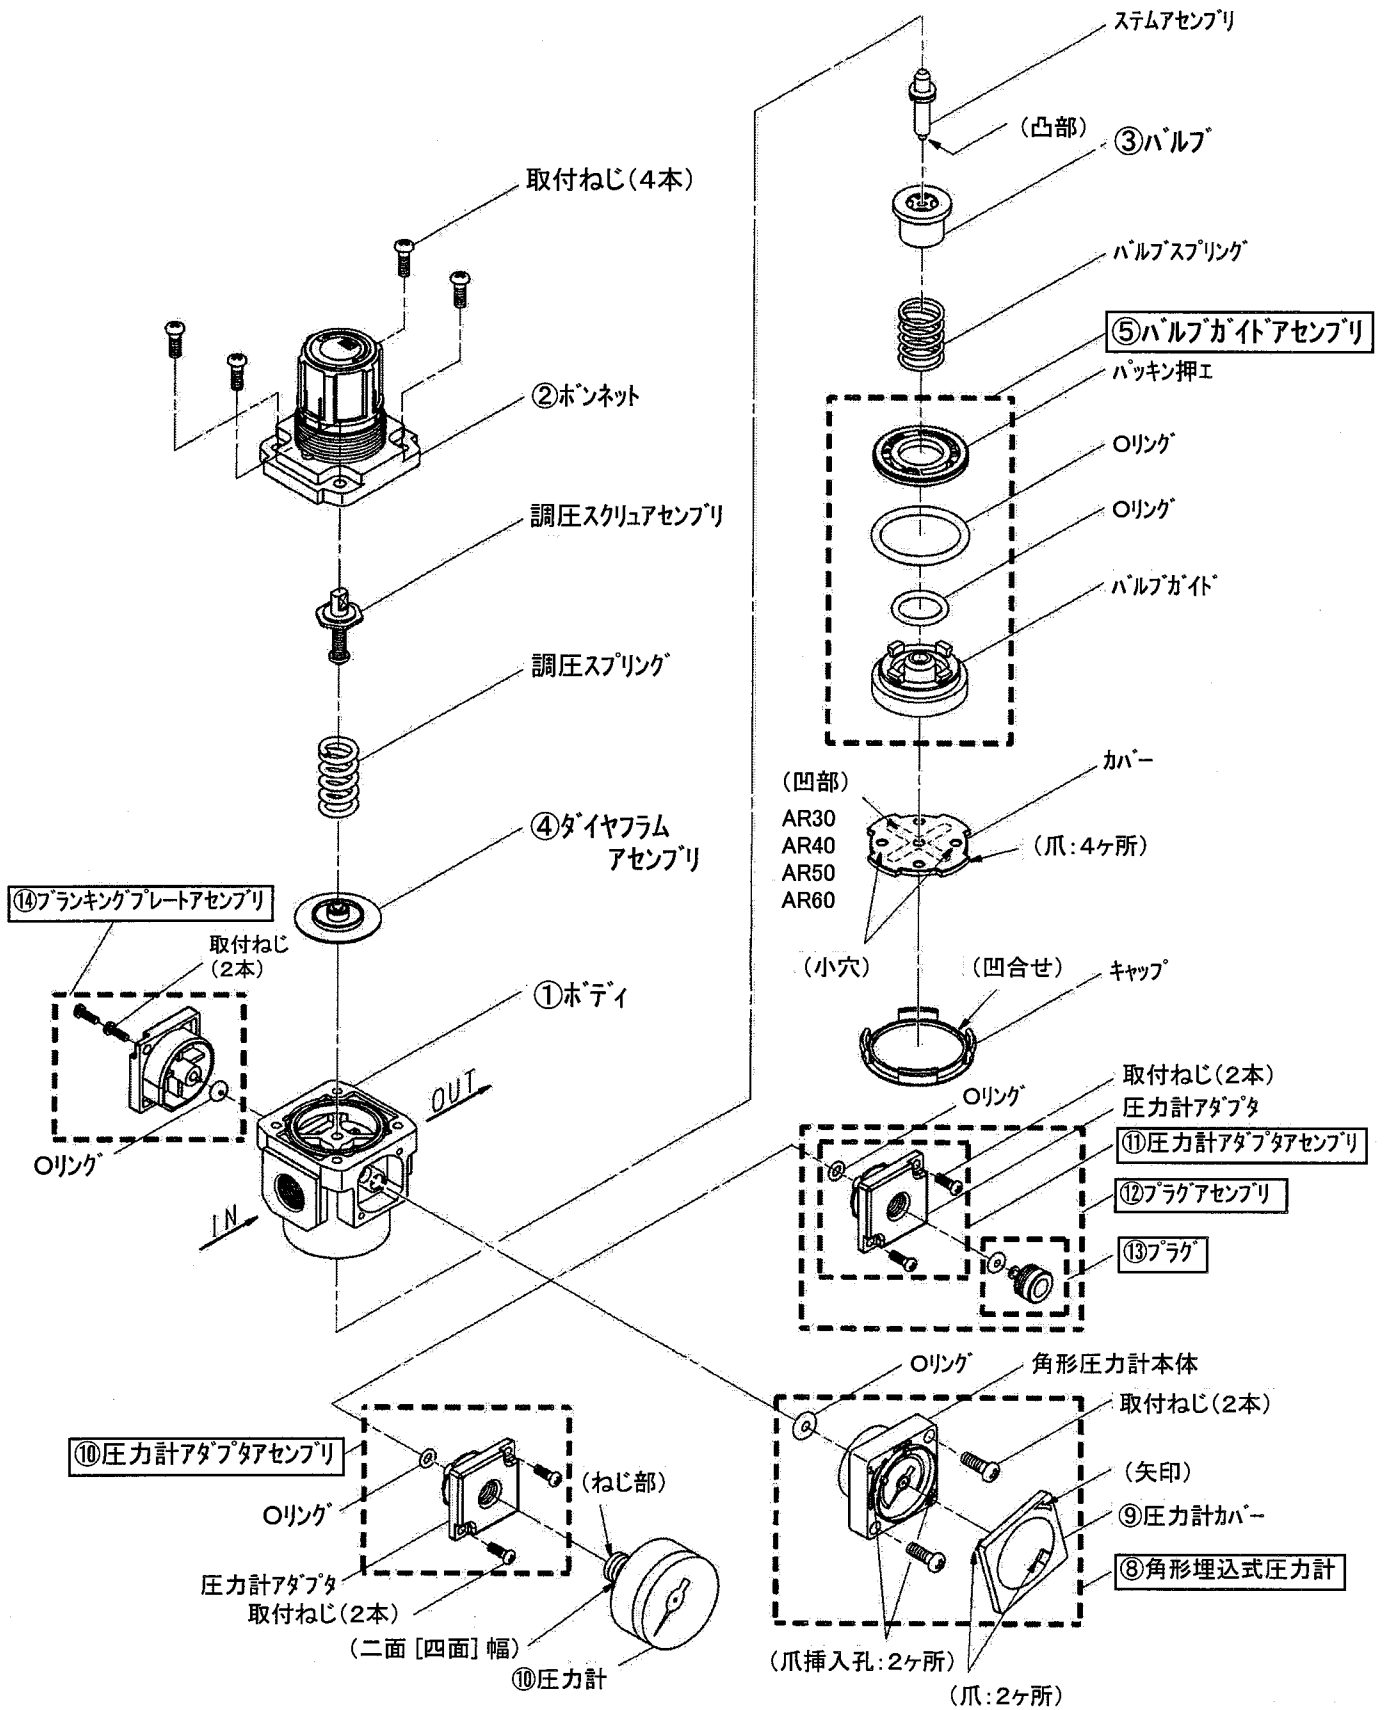 ステムアセンブリ
(凸部)
③バルブ
取付ねじ(4本)
バルブスプリング
⑤バルブガイドアセンブリ
パッキン押エ
②ボンネット
Oリング
Oリング
調圧スクリュアセンブリ
バルブガイド
調圧スプリング
カバー
(凹部)
AR30
AR40
AR50
AR60
(爪:4ヶ所)
④ダイヤフラム
アセンブリ
⑭ブランキングプレートアセンブリ
取付ねじ
(2本)
(小穴)
(凹合せ)
キャップ
①ボディ
OUT
Oリング
IN
取付ねじ(2本)
Oリング
圧力計アダプタ
⑪圧力計アダプタアセンブリ
⑫プラグアセンブリ
⑬プラグ
Oリング
角形圧力計本体
取付ねじ(2本)
⑩圧力計アダプタアセンブリ
(ねじ部)
(矢印)
Oリング
⑨圧力計カバー
⑧角形埋込式圧力計
圧力計アダプタ
取付ねじ(2本)
(二面[四面]幅)
⑩圧力計
(爪挿入孔:2ヶ所)
(爪:2ヶ所)